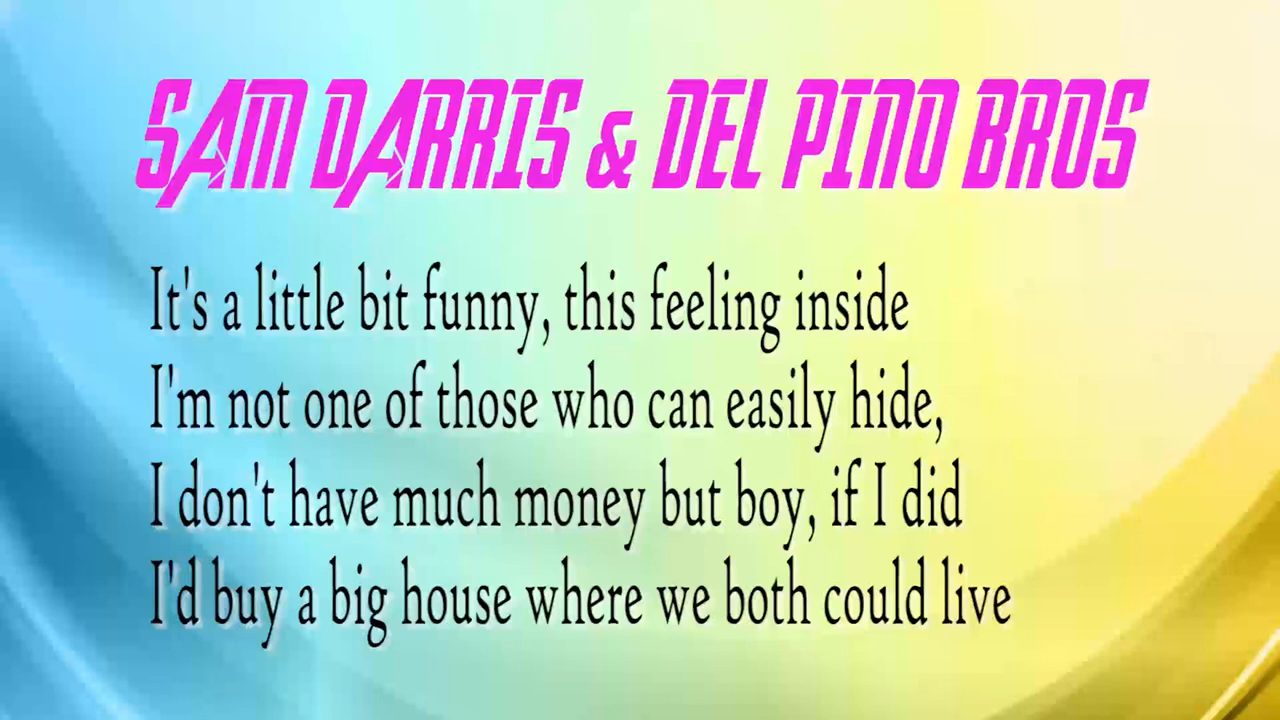 SAM DARRIS & DEL PINO BROS
It's a little bit funny, this feeling inside
I'm not one of those who can easily hide,
I don't have much money but boy, if I did
I'd buy a big house where we both could live